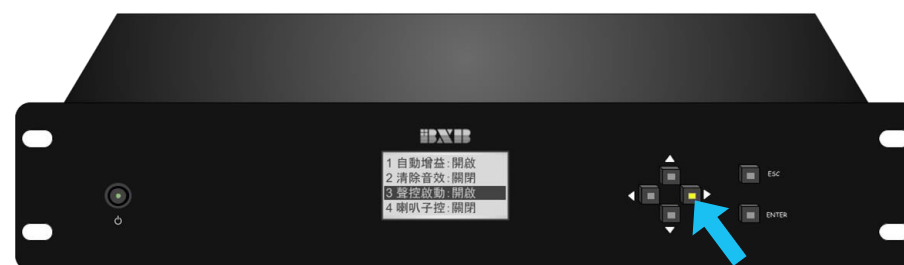 BXB
1 自動增益:開啟
2 清除音效:關閉
3 聲控啟動:開啟
4 喇叭子控:關閉
ESC
ENTER